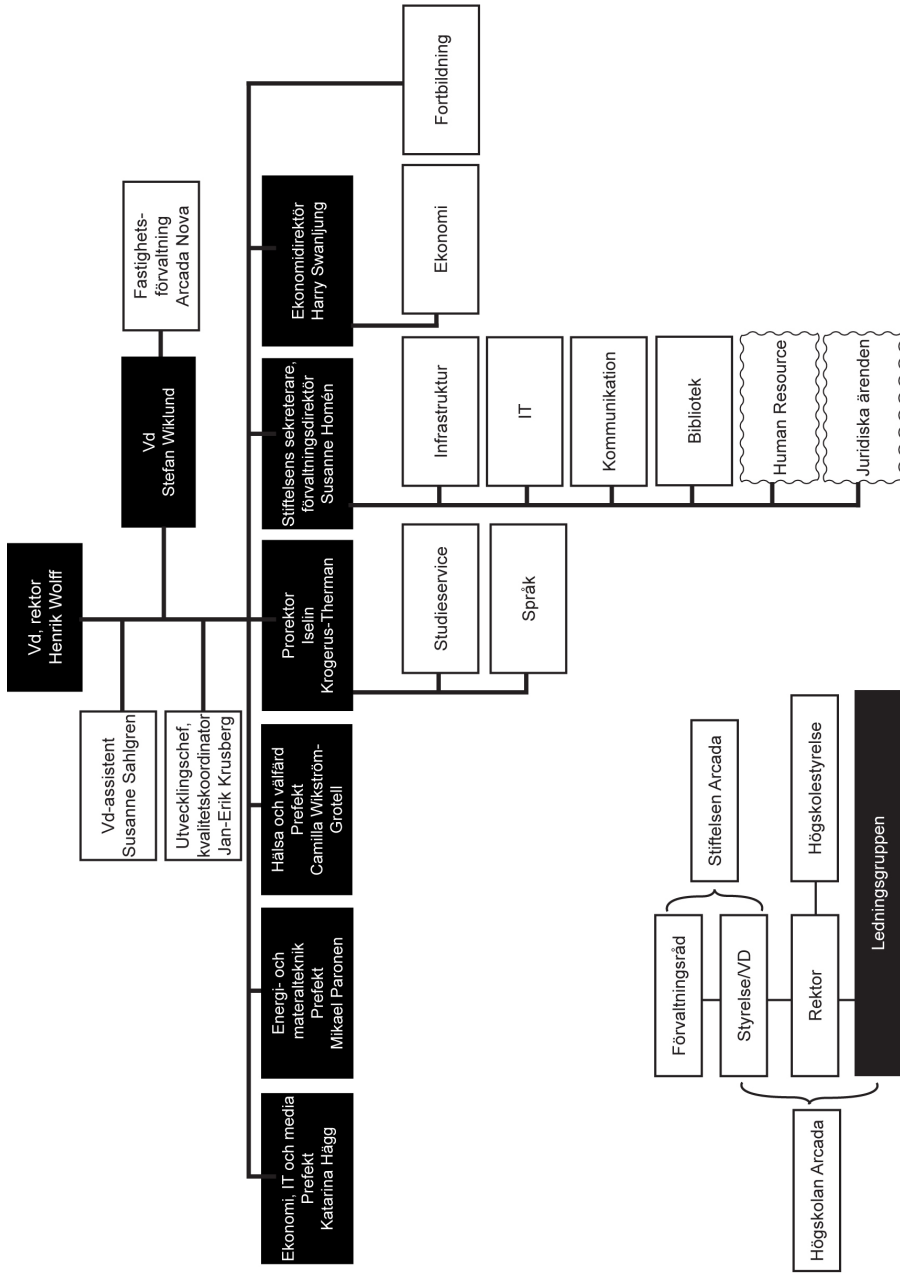 Vd, rektor
Henrik Wolff
Vd-assistent
Susanne Sahlgren
Utvecklingschef,
kvalitetskoordinator
Jan-Erik Krusberg
Vd
Stefan Wiklund
Fastighets-
förvaltning
Arcada Nova
Ekonomi, IT och media
Prefekt
Katarina Hägg
Energi- och
materalteknik
Prefekt
Mikael Paronen
Hälsa och välfärd
Prefekt
Camilla Wikström-
Grotell
Prorektor
Iselin
Krogerus-Therman
Stiftelsens sekreterare,
förvaltningsdirektör
Susanne Homén
Ekonomidirektör
Harry Swanljung
Studieservice
Språk
Infrastruktur
IT
Kommunikation
Bibliotek
Human Resource
Juridiska ärenden
Ekonomi
Fortbildning
Förvaltningsråd
Styrelse/VD
Stiftelsen Arcada
Rektor
Högskolestyrelse
Högskolan Arcada
Ledningsgruppen